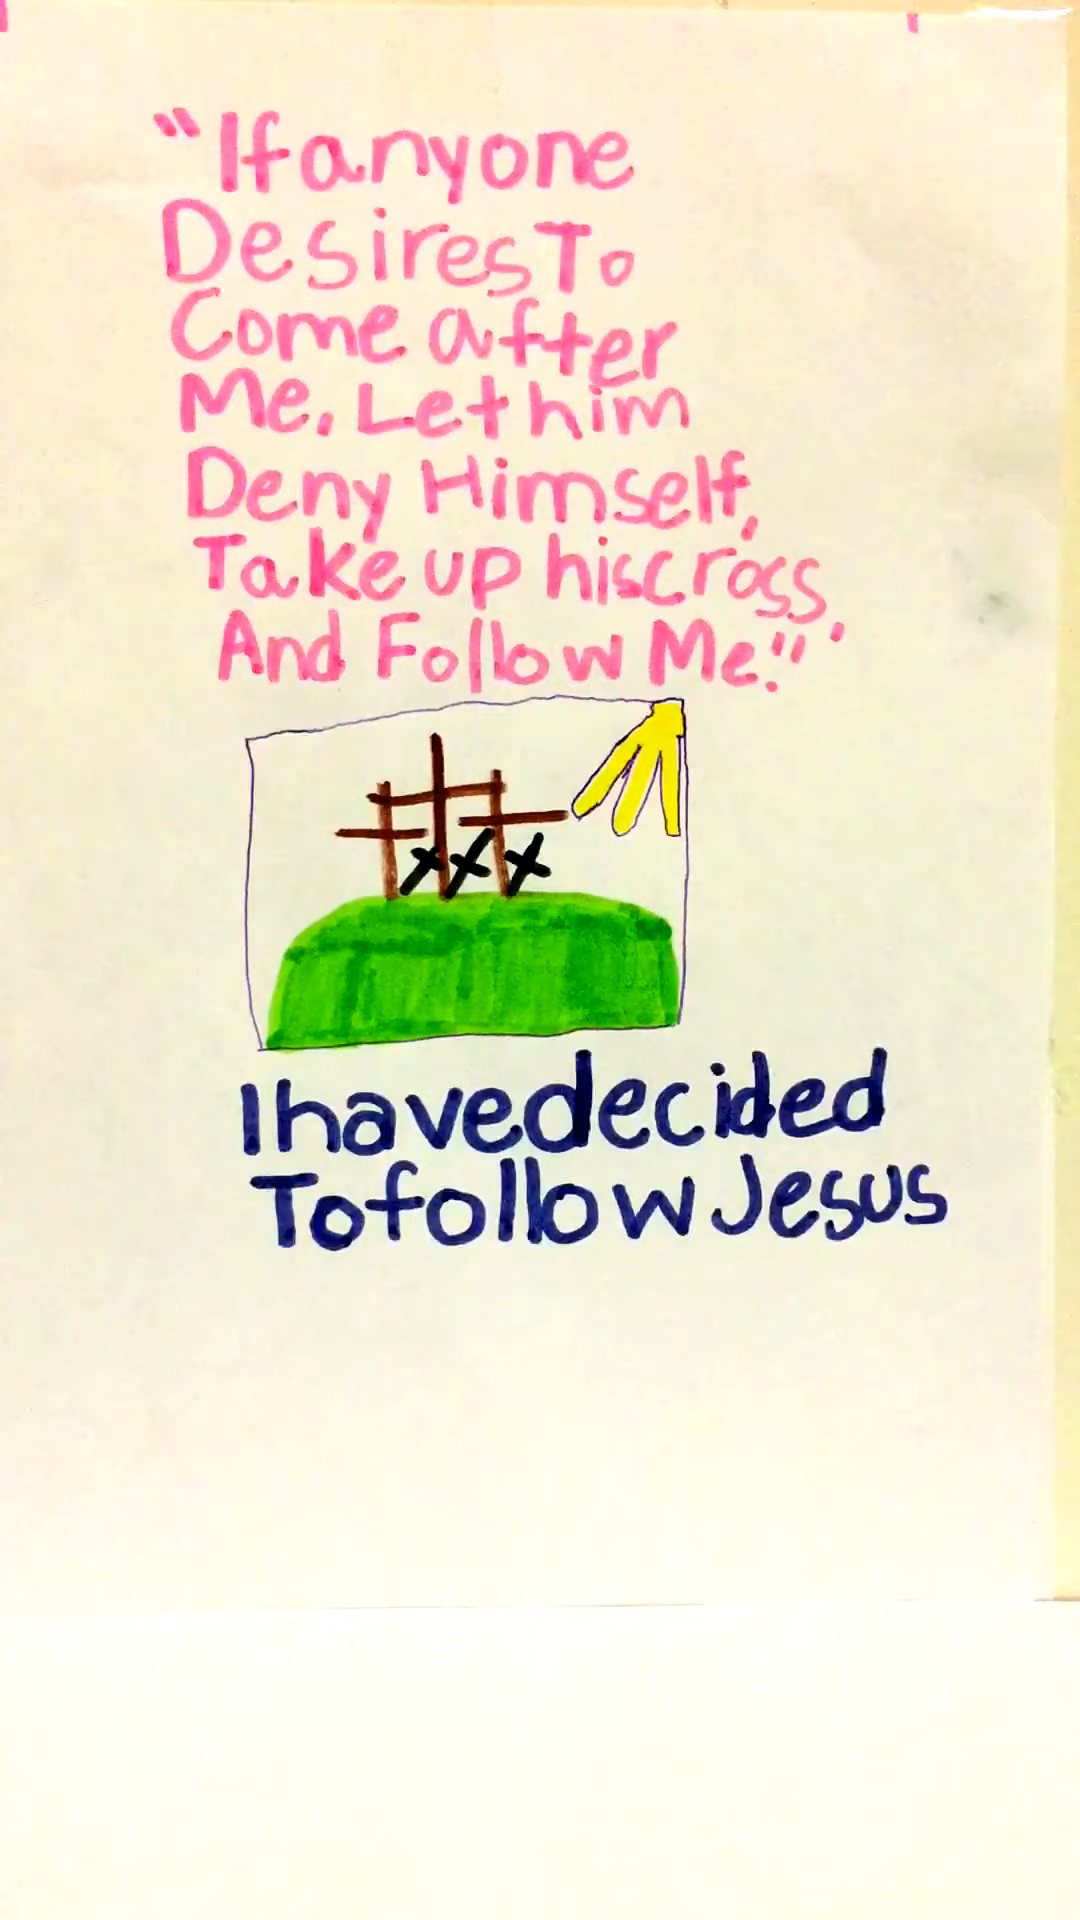 "If anyone
Desires To
Come after
Me, Let him
Deny Himself,
Take up his cross,
And Follow Me."
I have decided
To follow Jesus